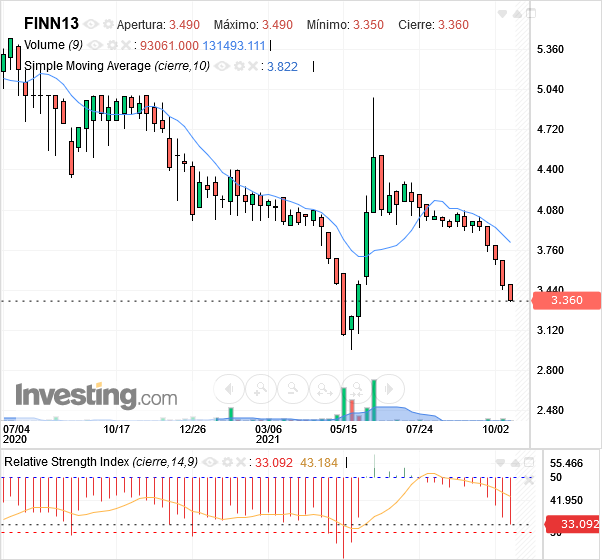 FINN13 Apertura: 3.490 Máximo: 3.490 Mínimo: 3.350 Cierre: 3.360
Volume (9) : 93061.000 131493.111
Simple Moving Average (cierre,10) : 3.822
5.360
5.040
4.720
4.400
4.080
3.760
3.440
3.360
3.120
2.800
2.480
Investing.com
07/04 10/17 12/26 03/06 05/15 07/24 10/02
2020 2021
Relative Strength Index (cierre,14,9) : 33.092 43.184
55.466
50
41.950
33.092
30